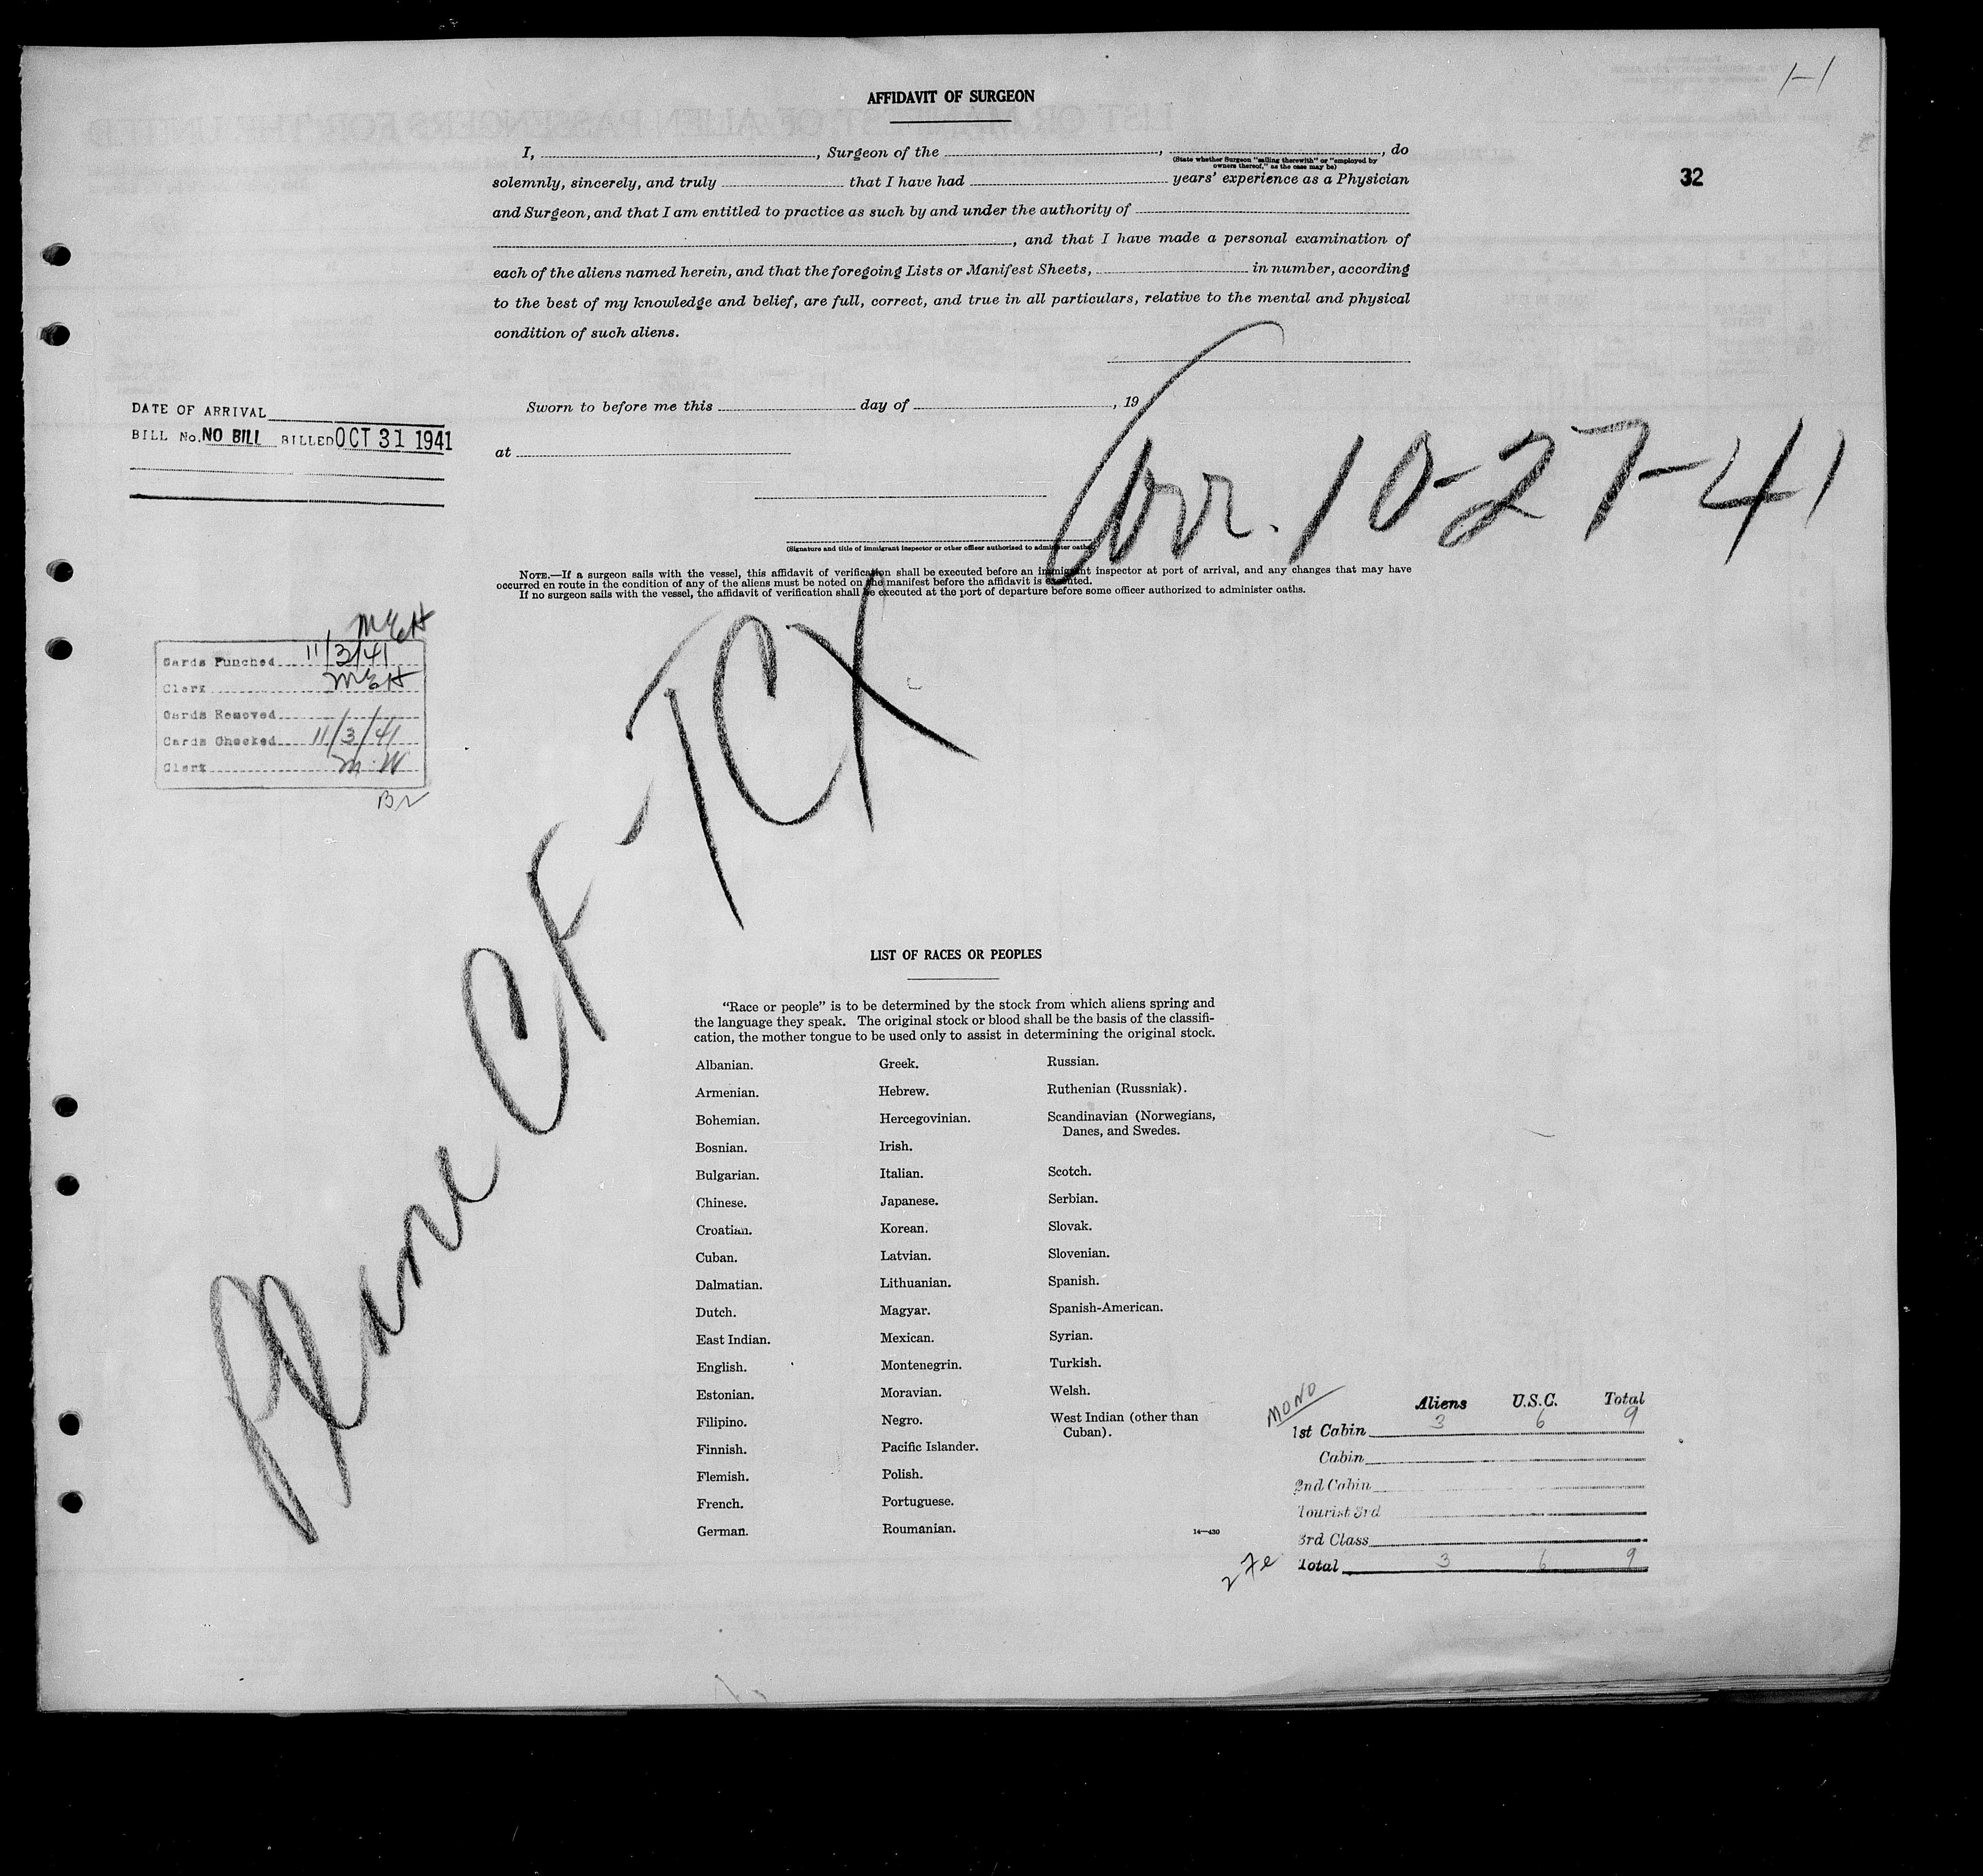 1-1
AFFIDAVIT OF SURGEON
32
I, , Surgeon of the , , do
(State whether Surgeon "sailing therewith" or "employed by
owners thereof," as the case may be)
solemnly, sincerely, and truly that I have had years' experience as a Physician
and Surgeon, and that I am entitled to practice as such by and under the authority of
, and that I have made a personal examination of
each of the aliens named herein, and that the foregoing Lists or Manifest Sheets, in number, according
to the best of my knowledge and belief, are full, correct, and true in all particulars, relative to the mental and physical
condition of such aliens.
Sworn to before me this day of , 19
at
DATE OF ARRIVAL
BILL No. NO BILL BILLED OCT 31 1941
Arr. 10-27-41
(Signature and title of immigrant inspector or other officer authorized to administer oaths)
NOTE.—If a surgeon sails with the vessel, this affidavit of verification shall be executed before an immigrant inspector at port of arrival, and any changes that may have
occurred en route in the condition of any of the aliens must be noted on the manifest before the affidavit is executed.
If no surgeon sails with the vessel, the affidavit of verification shall be executed at the port of departure before some officer authorized to administer oaths.
MEH
Cards Punched 11/3/41
Clerk MEH
Cards Removed
Cards Checked 11/3/41
Clerk M.W
Plane CF-TCX
LIST OF RACES OR PEOPLES
"Race or people" is to be determined by the stock from which aliens spring and
the language they speak. The original stock or blood shall be the basis of the classifi-
cation, the mother tongue to be used only to assist in determining the original stock.
Albanian.
Armenian.
Bohemian.
Bosnian.
Bulgarian.
Chinese.
Croatian.
Cuban.
Dalmatian.
Dutch.
East Indian.
English.
Estonian.
Filipino.
Finnish.
Flemish.
French.
German.
Greek.
Hebrew.
Hercegovinian.
Irish.
Italian.
Japanese.
Korean.
Latvian.
Lithuanian.
Magyar.
Mexican.
Montenegrin.
Moravian.
Negro.
Pacific Islander.
Polish.
Portuguese.
Roumanian.
Russian.
Ruthenian (Russniak).
Scandinavian (Norwegians,
Danes, and Swedes.
Scotch.
Serbian.
Slovak.
Slovenian.
Spanish.
Spanish-American.
Syrian.
Turkish.
Welsh.
West Indian (other than
Cuban).
14—430
MONO
Aliens U.S.C. Total
1st Cabin 3 6 9
Cabin
2nd Cabin
Tourist 3rd
3rd Class
Total 3 6 9